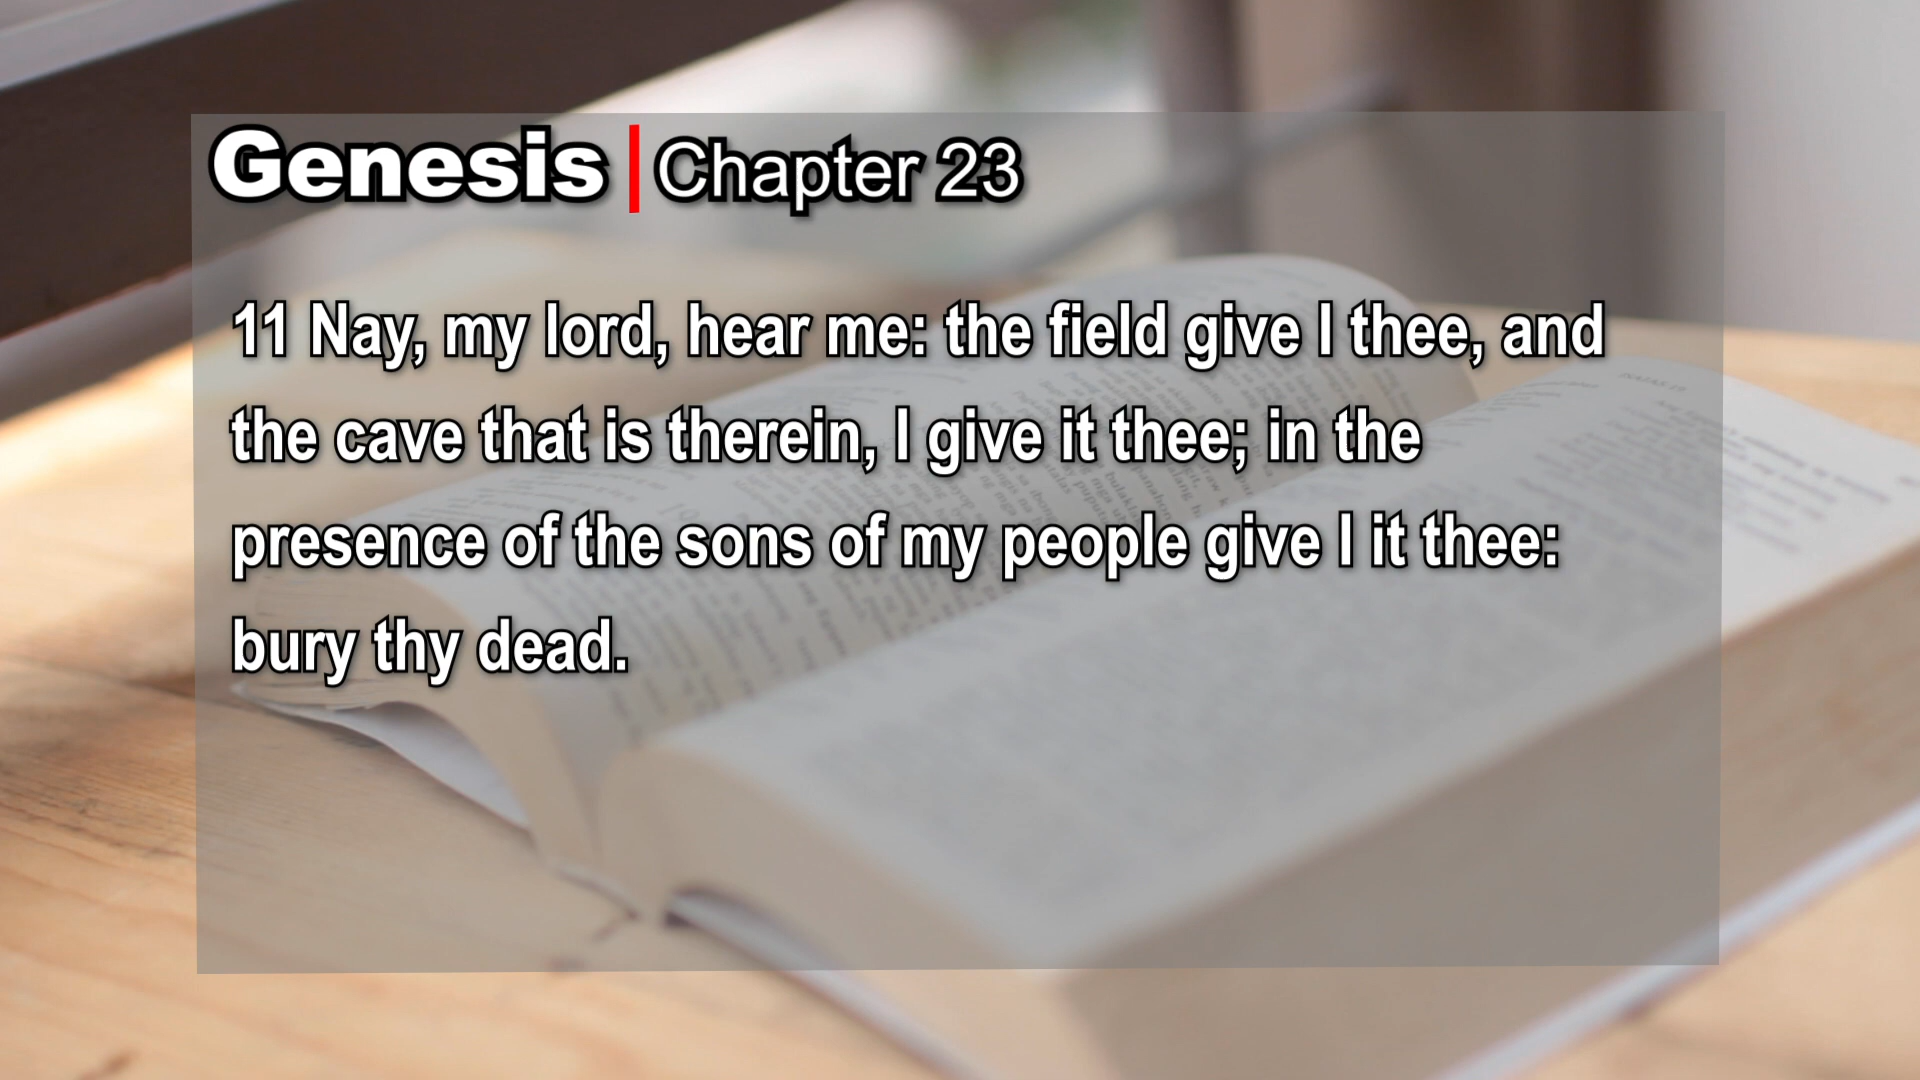 Genesis | Chapter 23
11 Nay, my lord, hear me: the field give I thee, and
the cave that is therein, I give it thee; in the
presence of the sons of my people give I it thee:
bury thy dead.